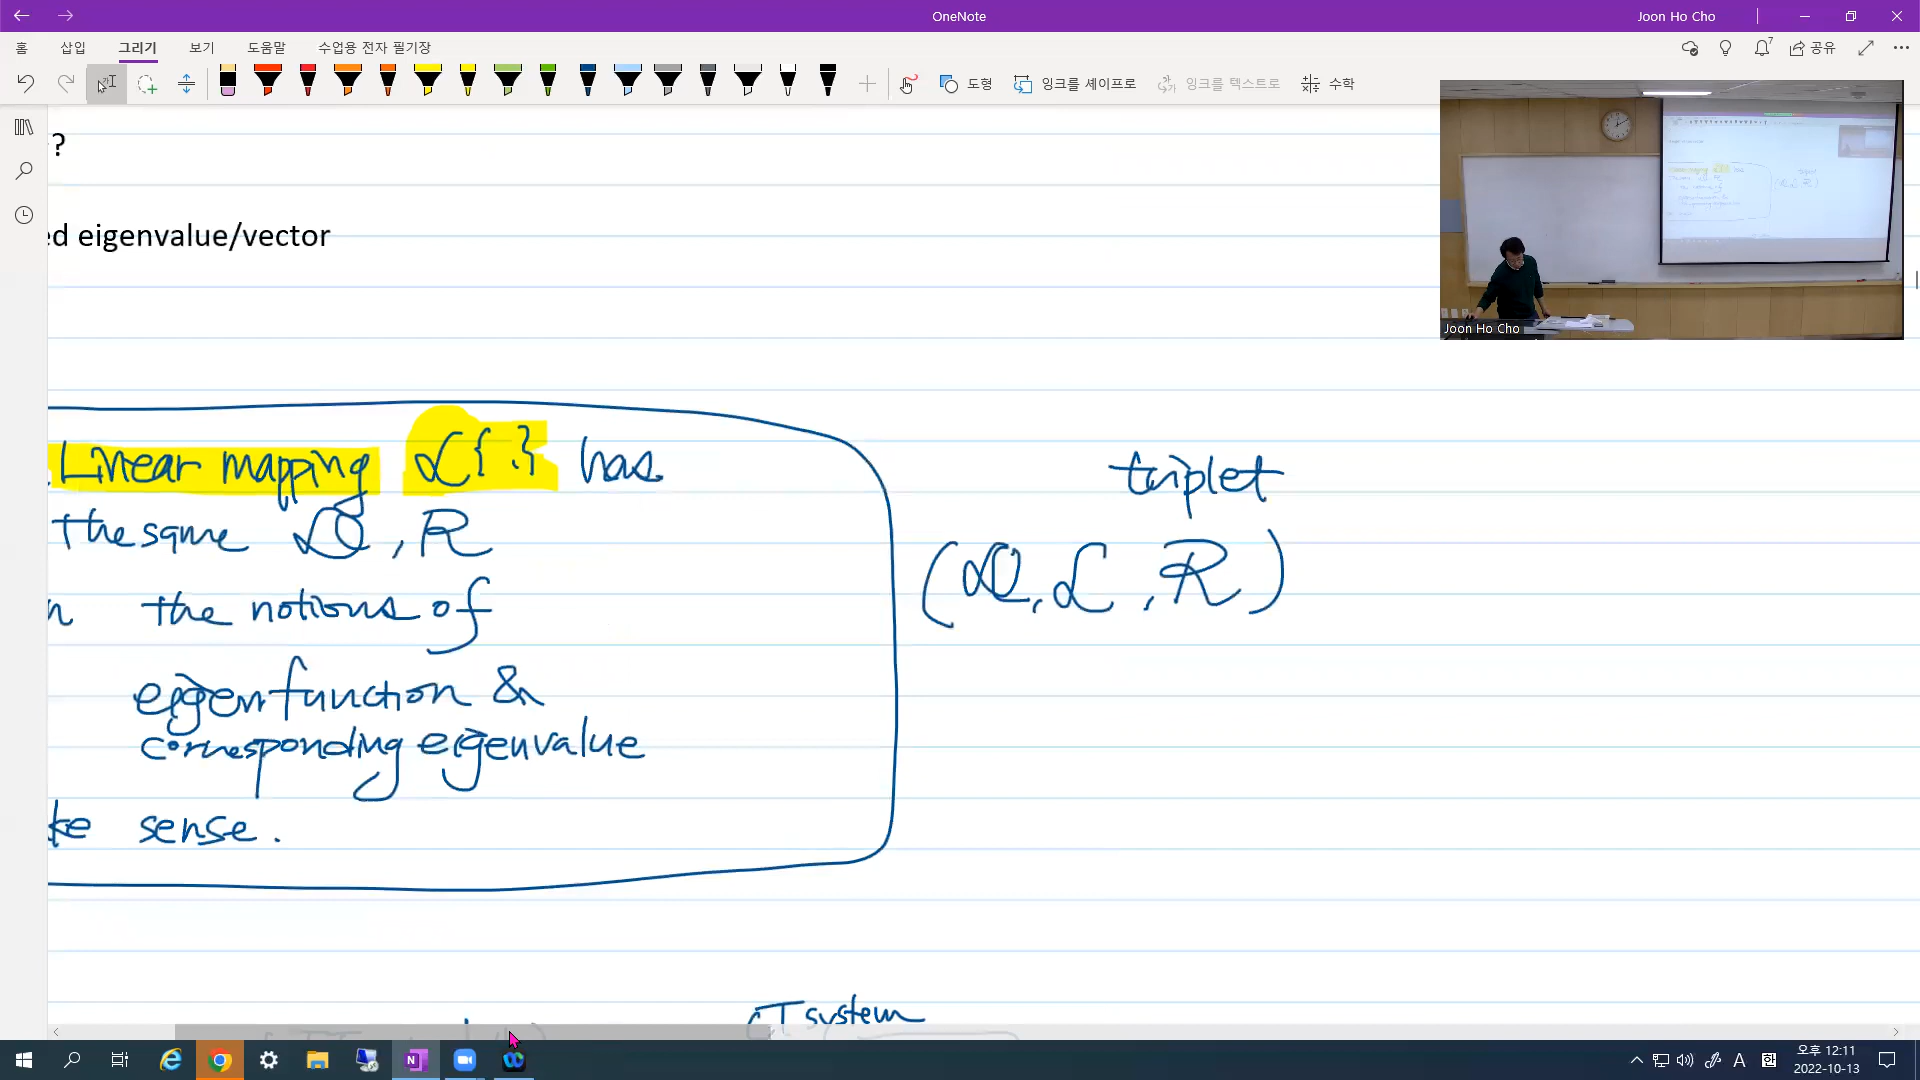 OneNote
Joon Ho Cho
홈 삽입 그리기 보기 도움말 수업용 전자 필기장
공유
도형 잉크를 셰이프로 잉크를 텍스트로 수학
?
ed eigenvalue/vector
Joon Ho Cho
Linear mapping ℒ{.} has
the same 𝒟, ℛ
n the notions of
eigenfunction &
corresponding eigenvalue
ke sense.
triplet
(𝒟, ℒ, ℛ)
CT system
A 한 오후 12:11
2022-10-13